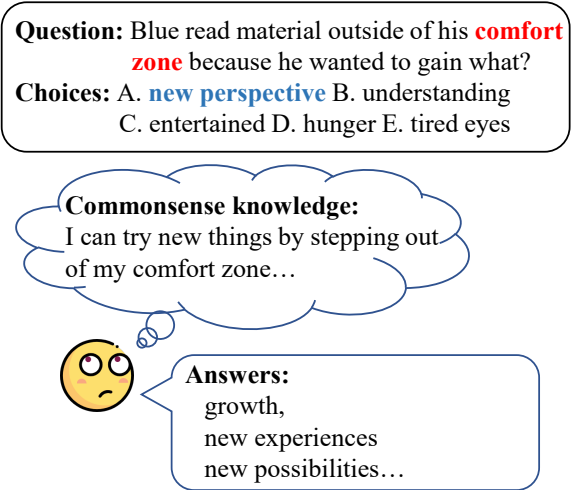 Question: Blue read material outside of his comfort
zone because he wanted to gain what?
Choices: A. new perspective B. understanding
C. entertained D. hunger E. tired eyes
Commonsense knowledge:
I can try new things by stepping out
of my comfort zone…
Answers:
growth,
new experiences
new possibilities…